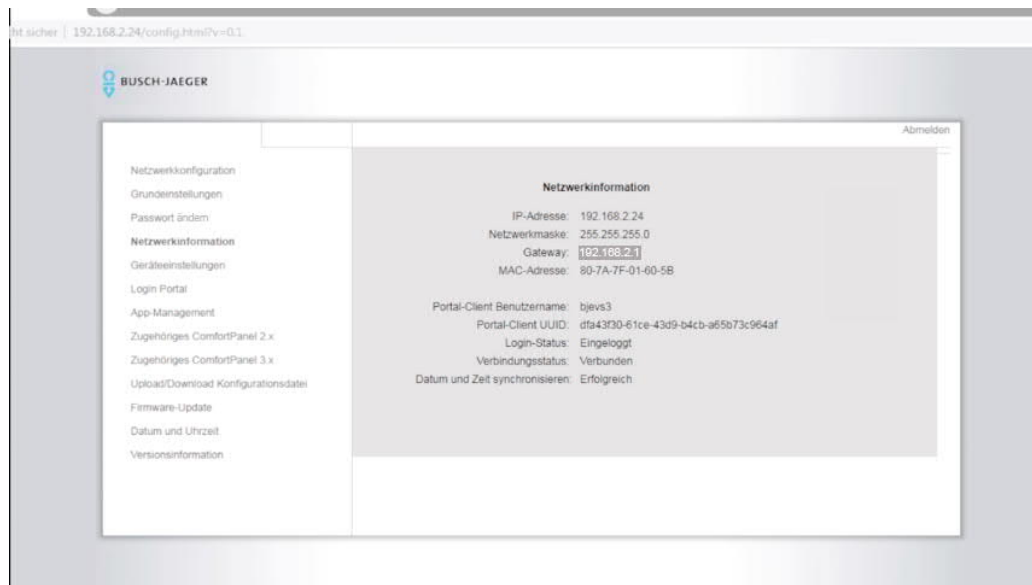 ht sicher | 192.168.2.24/config.html?v=0.1
BUSCH-JAEGER
Abmelden
Netzwerkkonfiguration
Grundeinstellungen
Passwort ändern
Netzwerkinformation
Geräteeinstellungen
Login Portal
App-Management
Zugehöriges ComfortPanel 2.x
Zugehöriges ComfortPanel 3.x
Upload/Download Konfigurationsdatei
Firmware-Update
Datum und Uhrzeit
Versionsinformation
Netzwerkinformation
IP-Adresse: 192.168.2.24
Netzwerkmaske: 255.255.255.0
Gateway: 192.168.2.1
MAC-Adresse: 80-7A-7F-01-60-5B
Portal-Client Benutzername: bjevs3
Portal-Client UUID: dfa43f30-61ce-43d9-b4cb-a65b73c964af
Login-Status: Eingeloggt
Verbindungsstatus: Verbunden
Datum und Zeit synchronisieren: Erfolgreich